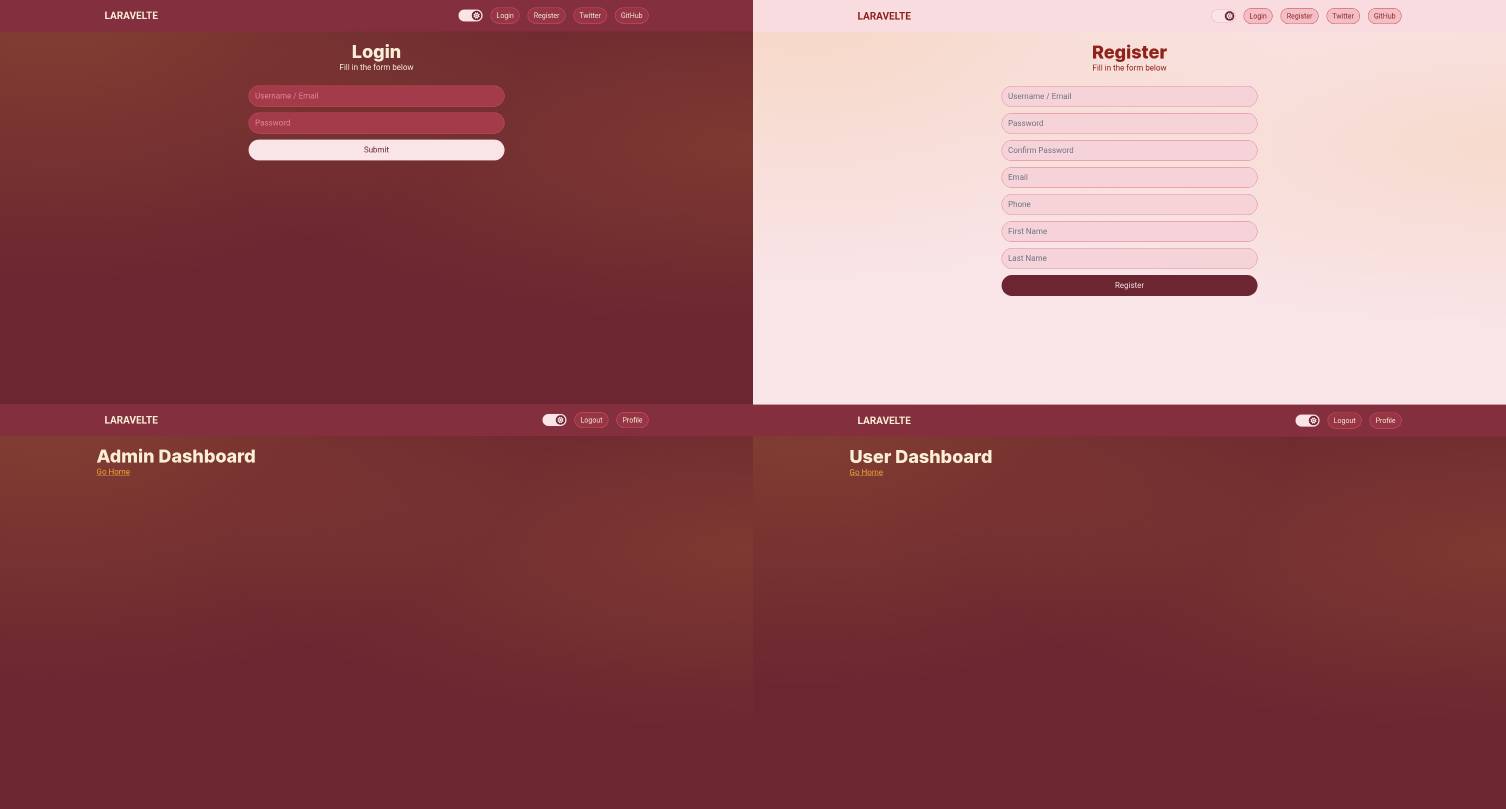 LARAVELTE
Login Register Twitter GitHub
Login
Fill in the form below
Username / Email
Password
Submit
LARAVELTE
Login Register Twitter GitHub
Register
Fill in the form below
Username / Email
Password
Confirm Password
Email
Phone
First Name
Last Name
Register
LARAVELTE
Logout Profile
Admin Dashboard
Go Home
LARAVELTE
Logout Profile
User Dashboard
Go Home